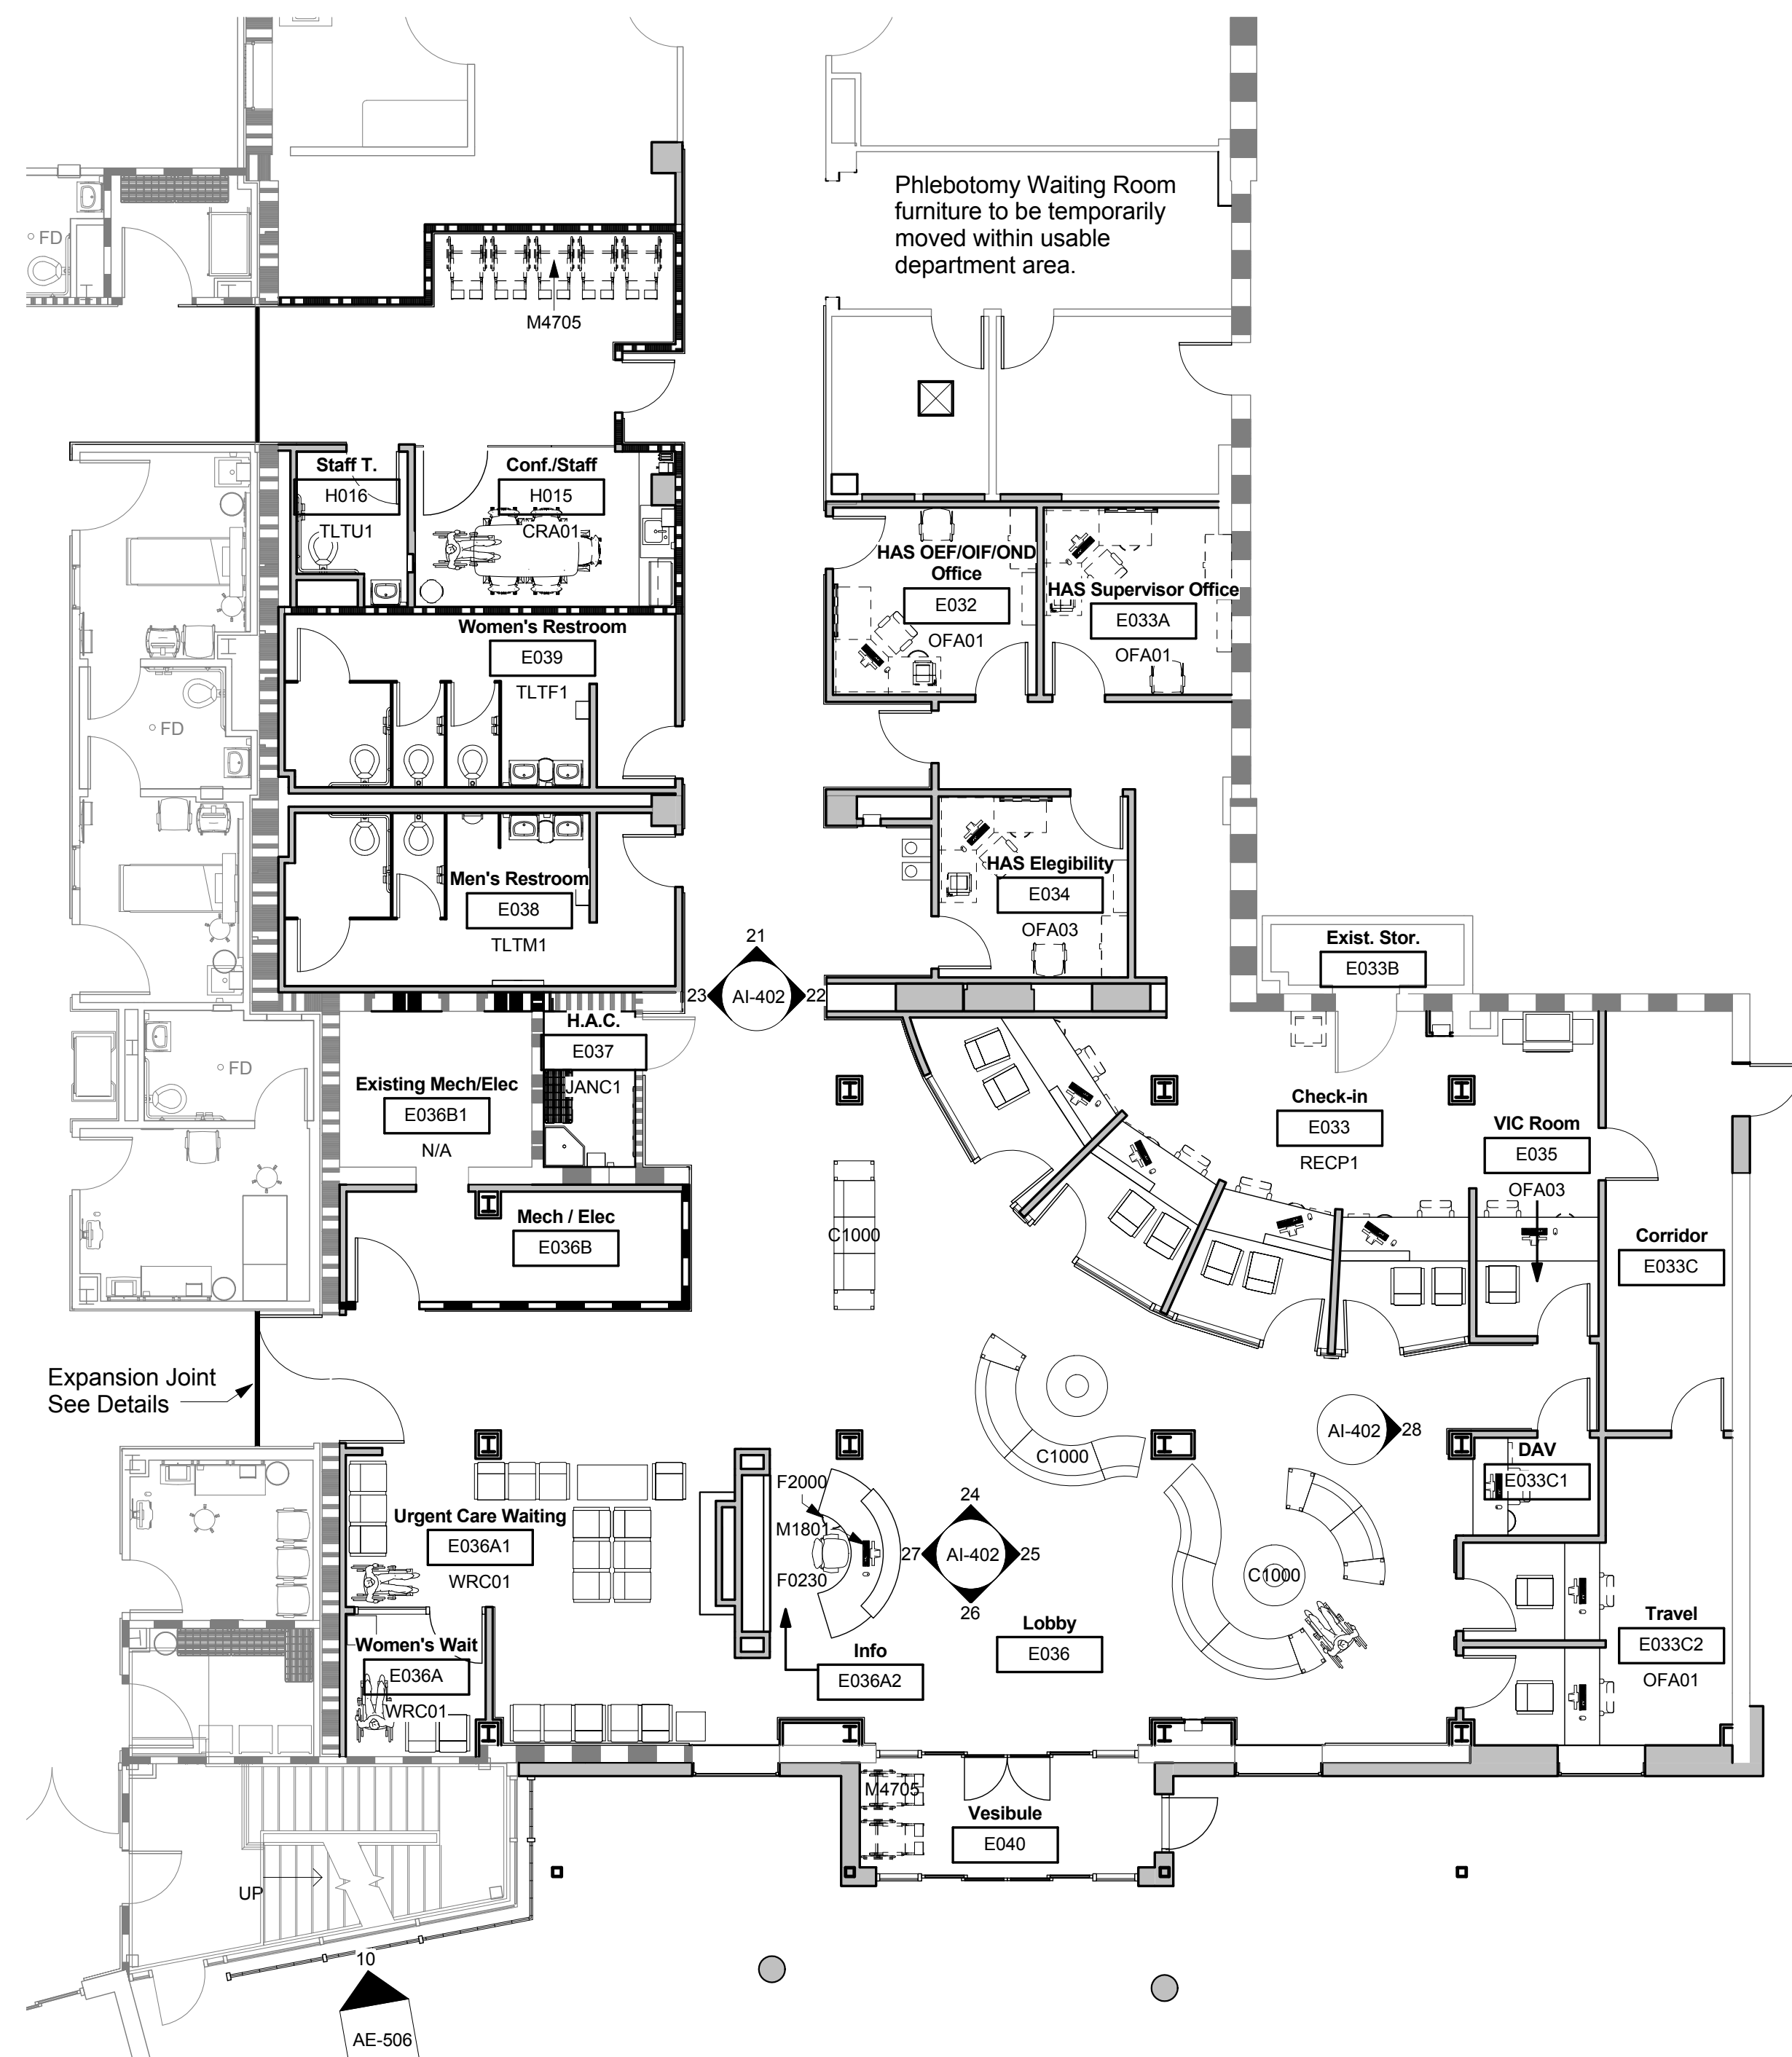 Phlebotomy Waiting Room
furniture to be temporarily
moved within usable
department area.
FD
M4705
Staff T.
H016
TLTU1
Conf./Staff
H015
CRA01
HAS OEF/OIF/OND
Office
E032
OFA01
HAS Supervisor Office
E033A
OFA01
Women's Restroom
E039
TLTF1
FD
Men's Restroom
E038
TLTM1
HAS Elegibility
E034
OFA03
21
23
AI-402
22
Exist. Stor.
E033B
H.A.C.
E037
JANC1
FD
Existing Mech/Elec
E036B1
N/A
Check-in
E033
RECP1
VIC Room
E035
OFA03
Mech / Elec
E036B
C1000
Corridor
E033C
Expansion Joint
See Details
AI-402
28
C1000
DAV
E033C1
F2000
M1801
F0230
Urgent Care Waiting
E036A1
WRC01
24
27
AI-402
25
26
C1000
Women's Wait
E036A
WRC01
Info
E036A2
Lobby
E036
Travel
E033C2
OFA01
M4705
Vesibule
E040
UP
10
AE-506